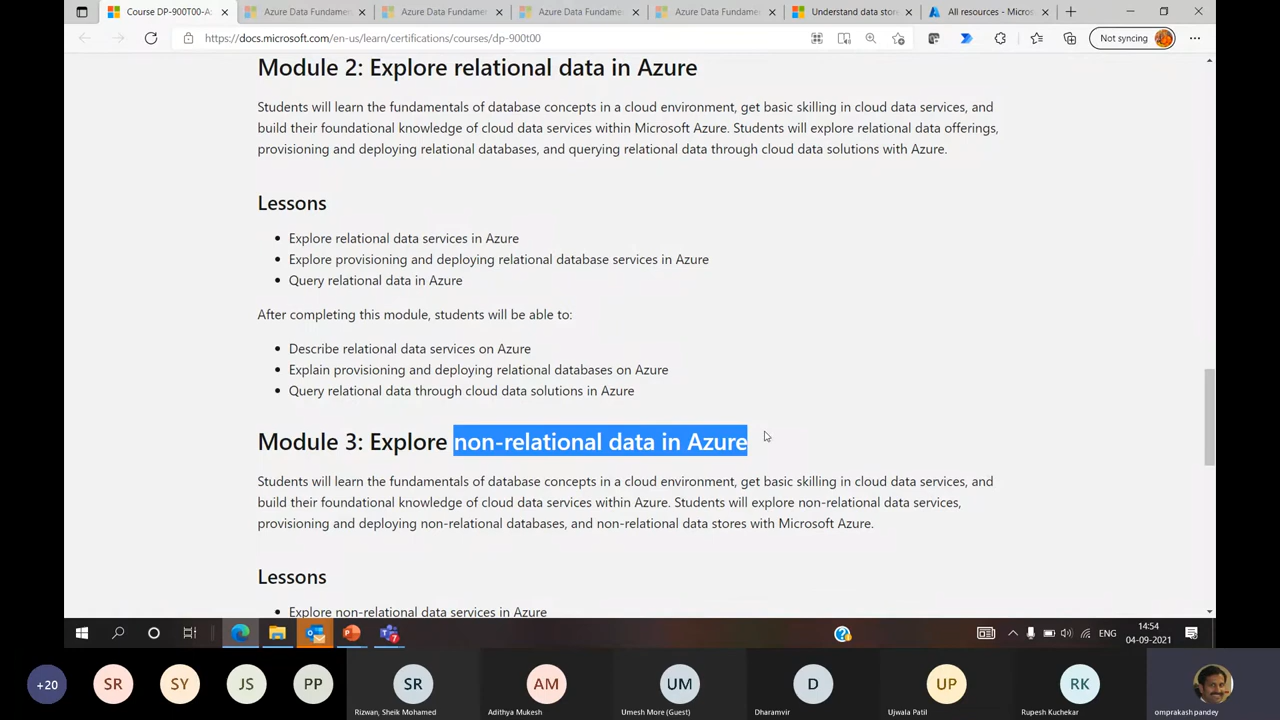 Course DP-900T00-A:
Azure Data Fundamen
Azure Data Fundamen
Azure Data Fundamen
Azure Data Fundamen
Understand data stor
All resources - Micros
https://docs.microsoft.com/en-us/learn/certifications/courses/dp-900t00
Not syncing
Module 2: Explore relational data in Azure
Students will learn the fundamentals of database concepts in a cloud environment, get basic skilling in cloud data services, and
build their foundational knowledge of cloud data services within Microsoft Azure. Students will explore relational data offerings,
provisioning and deploying relational databases, and querying relational data through cloud data solutions with Azure.
Lessons
• Explore relational data services in Azure
• Explore provisioning and deploying relational database services in Azure
• Query relational data in Azure
After completing this module, students will be able to:
• Describe relational data services on Azure
• Explain provisioning and deploying relational databases on Azure
• Query relational data through cloud data solutions in Azure
Module 3: Explore non-relational data in Azure
Students will learn the fundamentals of database concepts in a cloud environment, get basic skilling in cloud data services, and
build their foundational knowledge of cloud data services within Azure. Students will explore non-relational data services,
provisioning and deploying non-relational databases, and non-relational data stores with Microsoft Azure.
Lessons
• Explore non-relational data services in Azure
7
ENG
14:54
04-09-2021
+20
SR
SY
JS
PP
SR
AM
UM
D
UP
RK
Rizwan, Sheik Mohamed
Adithya Mukesh
Umesh More (Guest)
Dharamvir
Ujwala Patil
Rupesh Kuchekar
omprakash pandey